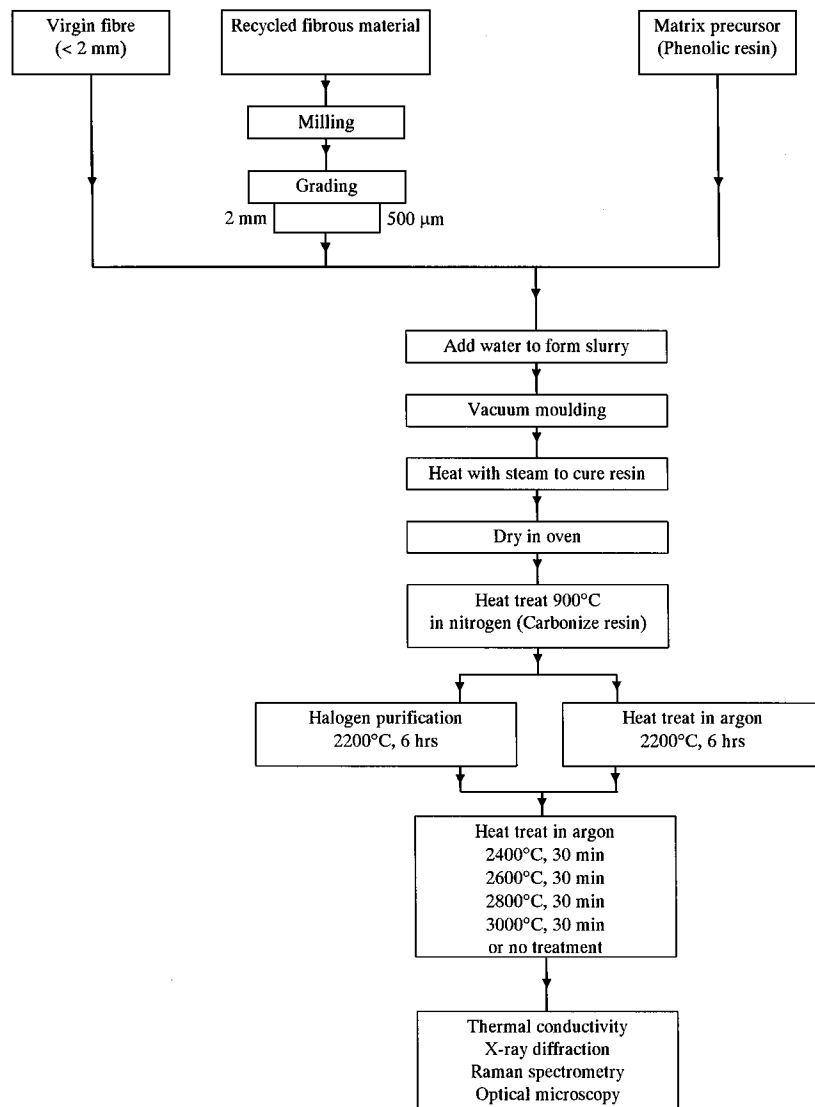 Virgin fibre
(< 2 mm)
Recycled fibrous material
Matrix precursor
(Phenolic resin)
Milling
Grading
2 mm
500 μm
Add water to form slurry
Vacuum moulding
Heat with steam to cure resin
Dry in oven
Heat treat 900°C
in nitrogen (Carbonize resin)
Halogen purification
2200°C, 6 hrs
Heat treat in argon
2200°C, 6 hrs
Heat treat in argon
2400°C, 30 min
2600°C, 30 min
2800°C, 30 min
3000°C, 30 min
or no treatment
Thermal conductivity
X-ray diffraction
Raman spectrometry
Optical microscopy